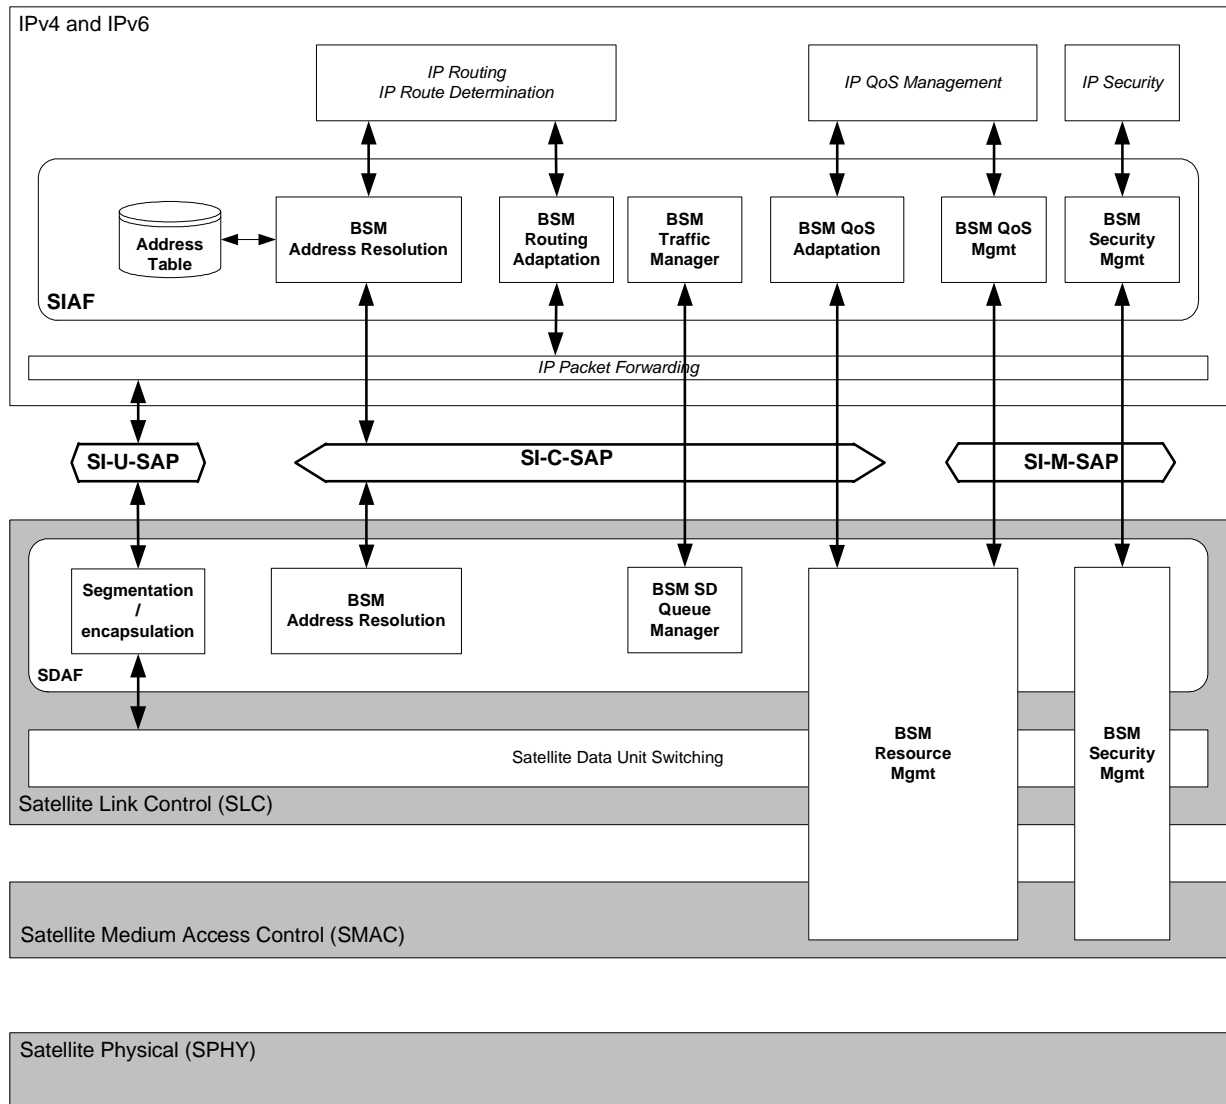 IPv4 and IPv6
IP Routing
IP Route Determination
IP QoS Management
IP Security
Address
Table
BSM
Address Resolution
BSM
Routing
Adaptation
BSM
Traffic
Manager
BSM QoS
Adaptation
BSM QoS
Mgmt
BSM
Security
Mgmt
SIAF
IP Packet Forwarding
SI-U-SAP
SI-C-SAP
SI-M-SAP
Segmentation
/
encapsulation
BSM
Address Resolution
BSM SD
Queue
Manager
SDAF
Satellite Data Unit Switching
BSM
Resource
Mgmt
BSM
Security
Mgmt
Satellite Link Control (SLC)
Satellite Medium Access Control (SMAC)
Satellite Physical (SPHY)